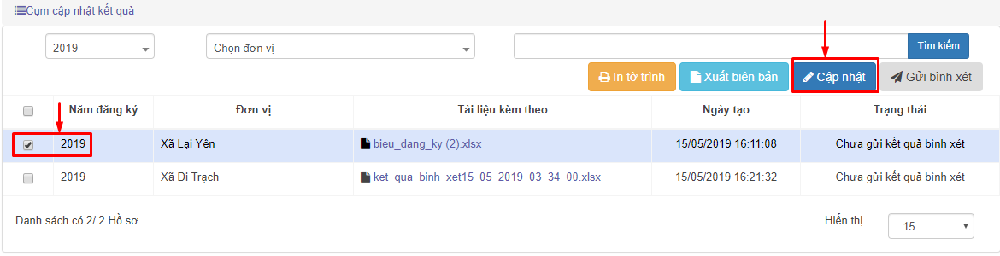 Cụm cập nhật kết quả
2019 Chọn đơn vị Tìm kiếm
In tờ trình Xuất biên bản Cập nhật Gửi bình xét
Năm đăng ký Đơn vị Tài liệu kèm theo Ngày tạo Trạng thái
2019 Xã Lại Yên bieu_dang_ky (2).xlsx 15/05/2019 16:11:08 Chưa gửi kết quả bình xét
2019 Xã Di Trạch ket_qua_binh_xet15_05_2019_03_34_00.xlsx 15/05/2019 16:21:32 Chưa gửi kết quả bình xét
Danh sách có 2/ 2 Hồ sơ Hiển thị 15